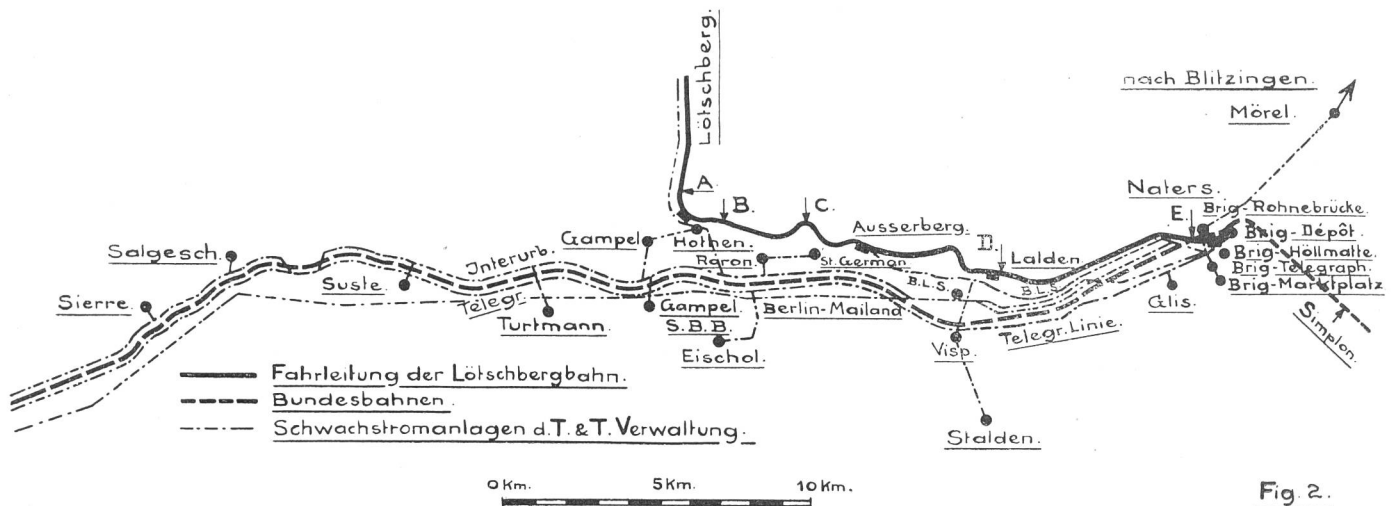 Lötschberg.
nach Blitzingen.
Mörel.
A.
B.
C.
Naters.
E.
Brig-Rohnebrücke.
Ausserberg.
Brig-Dépôt.
Salgesch.
Gampel
Hothen.
D.
Lalden.
Brig-Höllmatte.
Raron.
St. German
Brig-Telegraph.
Interurb
Suste.
B.L.S.
B.L.S.
Brig-Marktplatz
Sierre.
Telegr.
Gampel.
Berlin-Mailand
Glis.
Turtmann.
S.B.B.
Telegr. Linie.
Simplon.
Eischol.
Visp.
Fahrleitung der Lötschbergbahn.
Bundesbahnen.
Schwachstromanlagen d.T. & T. Verwaltung.
Stalden.
0 Km.
5 Km.
10 Km.
Fig. 2.